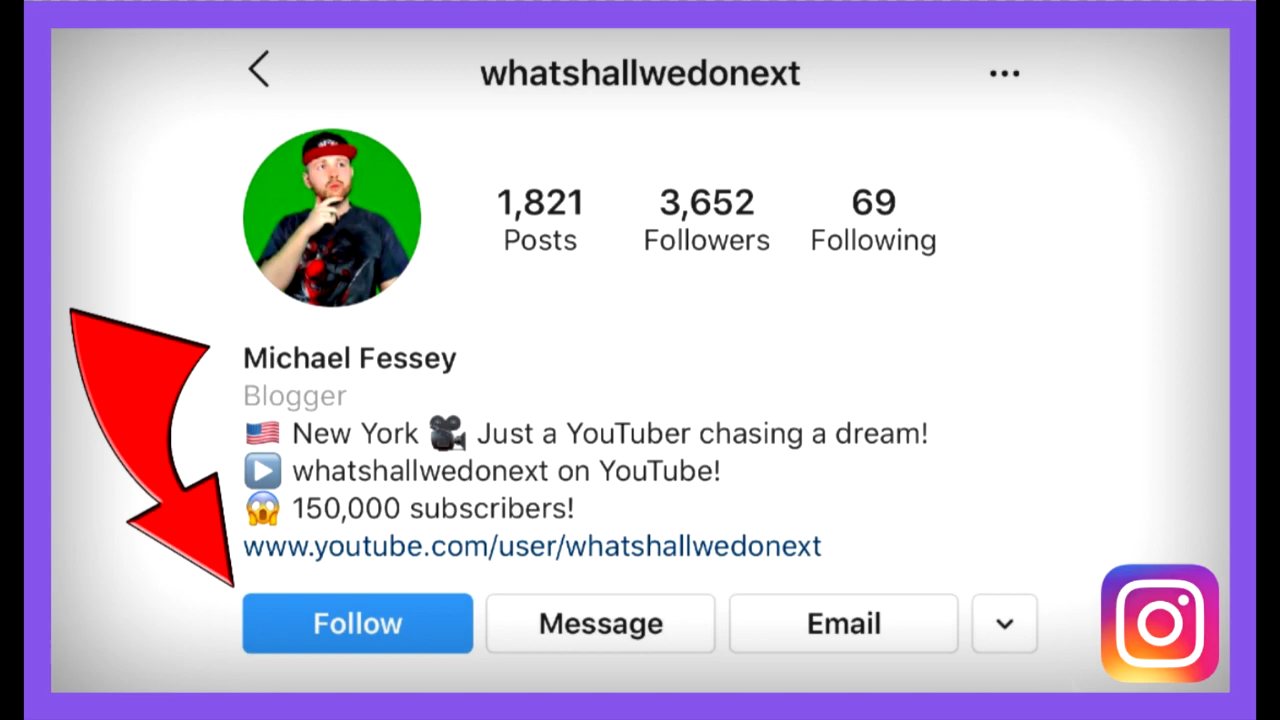 whatshallwedonext
1,821 3,652 69
Posts Followers Following
Michael Fessey
Blogger
🇺🇸 New York 🎥 Just a YouTuber chasing a dream!
▶️ whatshallwedonext on YouTube!
😱 150,000 subscribers!
www.youtube.com/user/whatshallwedonext
Follow Message Email